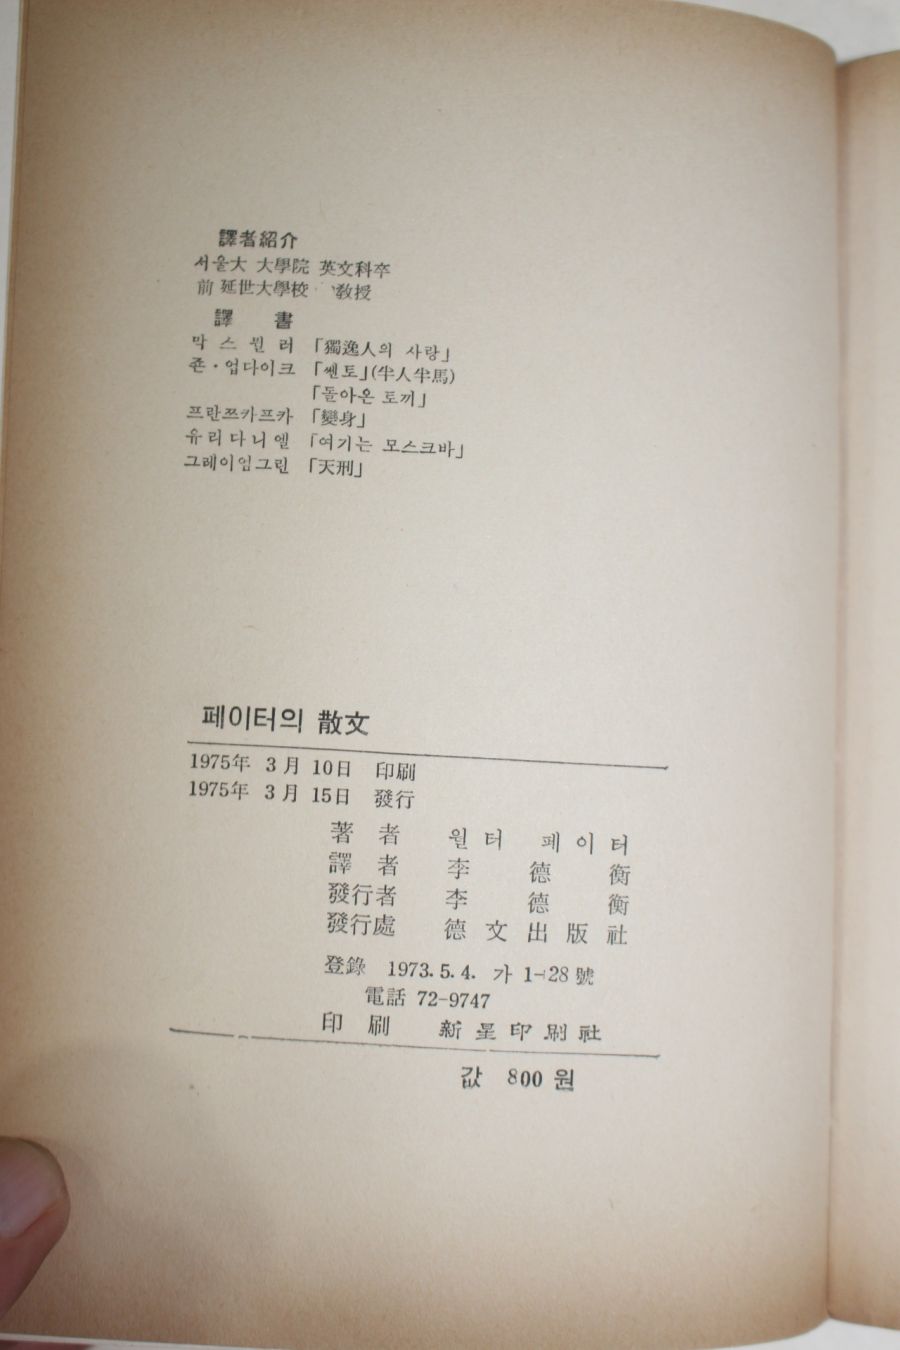 譯者紹介
서울大 大學院 英文科卒
前 延世大學校 敎授
譯 書
막스 뮐러 「獨逸人의 사랑」
죤·업다이크 「쎈토」(半人半馬)
「돌아온 토끼」
프란쯔카프카 「變身」
유리다니엘 「여기는 모스크바」
그레이엄그린 「天刑」
페이터의 散文
1975年 3月 10日 印刷
1975年 3月 15日 發行
著者 월터 페이터
譯者 李德衡
發行者 李德衡
發行處 德文出版社
登錄 1973. 5. 4. 가 1-128號
電話 72-9747
印刷 新星印刷社
값 800원